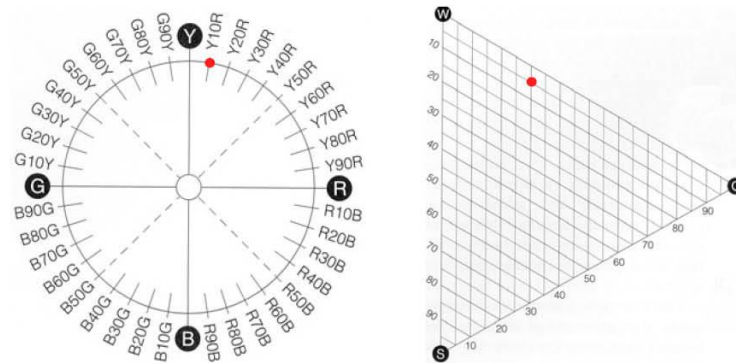 Y
Y10R
Y20R
Y30R
Y40R
Y50R
Y60R
Y70R
Y80R
Y90R
R
R10B
R20B
R30B
R40B
R50B
R60B
R70B
R80B
R90B
B
B10G
B20G
B30G
B40G
B50G
B60G
B70G
B80G
B90G
G
G10Y
G20Y
G30Y
G40Y
G50Y
G60Y
G70Y
G80Y
G90Y
W
10
20
30
40
50
60
70
80
90
S
10
20
30
40
50
60
70
80
90
C